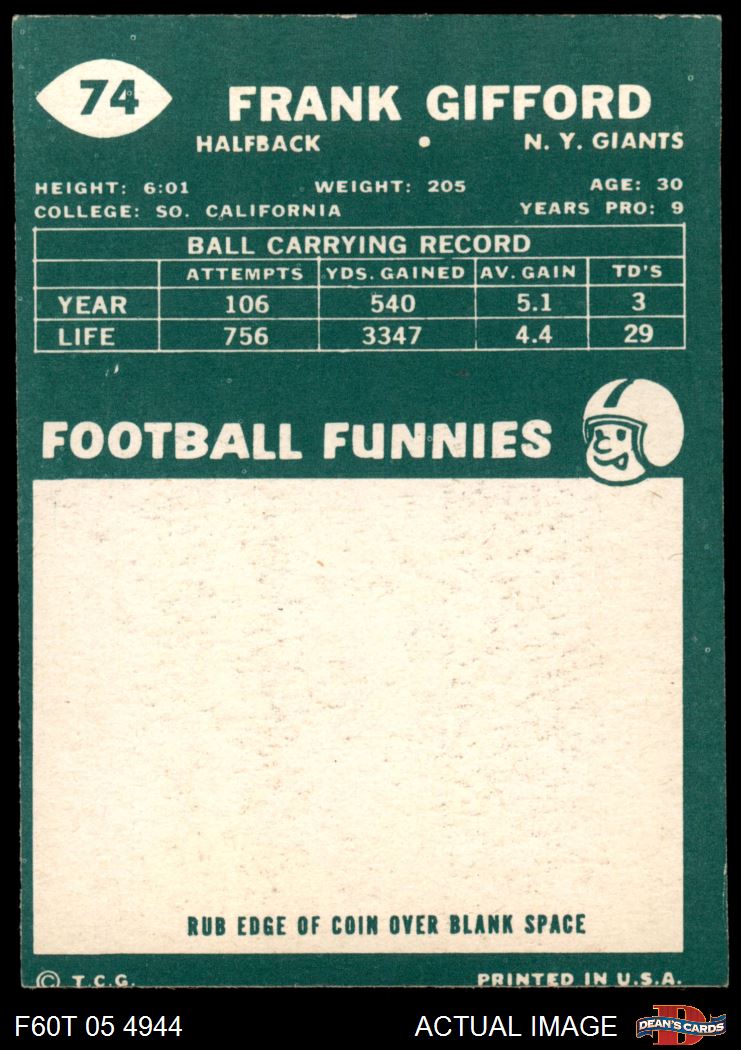 74
FRANK GIFFORD
HALFBACK • N. Y. GIANTS
HEIGHT: 6:01 WEIGHT: 205 AGE: 30
COLLEGE: SO. CALIFORNIA YEARS PRO: 9
BALL CARRYING RECORD
ATTEMPTS YDS. GAINED AV. GAIN TD'S
YEAR 106 540 5.1 3
LIFE 756 3347 4.4 29
FOOTBALL FUNNIES
RUB EDGE OF COIN OVER BLANK SPACE
© T.C.G. PRINTED IN U.S.A.
F60T 05 4944 ACTUAL IMAGE D DEAN'S CARDS